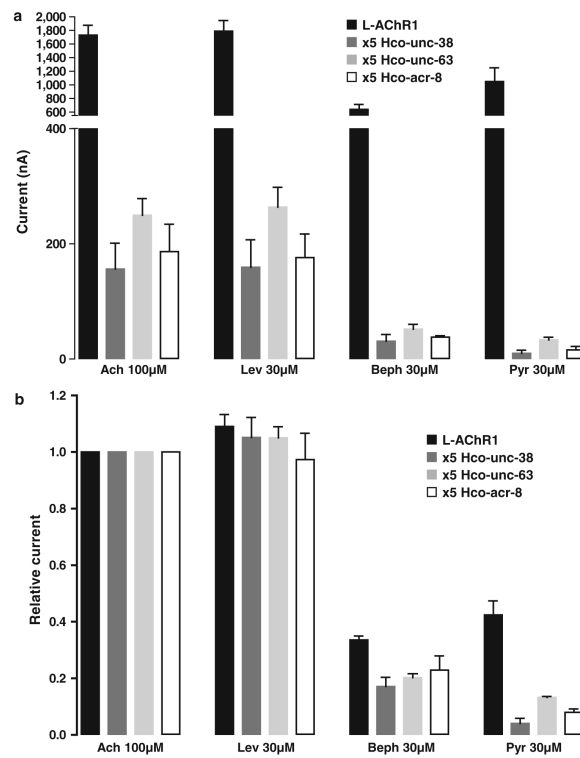 a
2,000
1,800
1,600
1,400
1,200
1,000
800
600
400
200
0
Current (nA)
L-AChR1
x5 Hco-unc-38
x5 Hco-unc-63
x5 Hco-acr-8
Ach 100µM Lev 30µM Beph 30µM Pyr 30µM
b
1.2
1.0
0.8
0.6
0.4
0.2
0.0
Relative current
L-AChR1
x5 Hco-unc-38
x5 Hco-unc-63
x5 Hco-acr-8
Ach 100µM Lev 30µM Beph 30µM Pyr 30µM